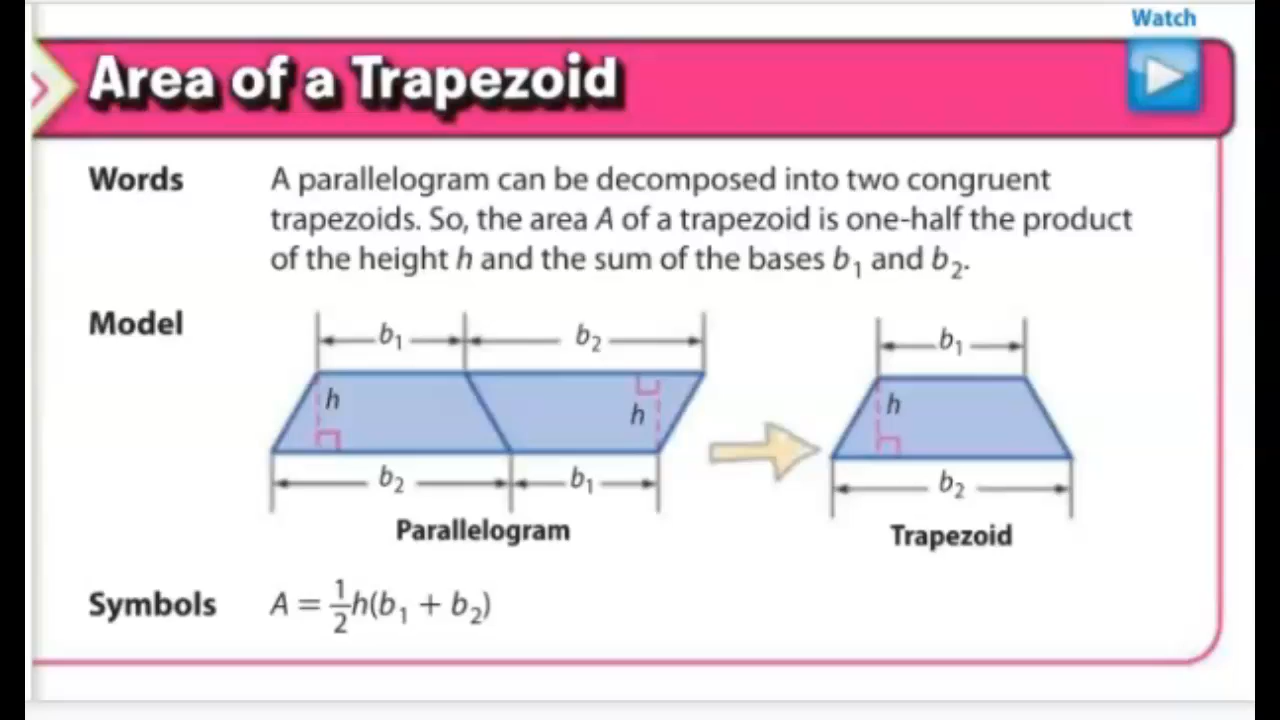 Watch
Area of a Trapezoid
Words
A parallelogram can be decomposed into two congruent
trapezoids. So, the area A of a trapezoid is one-half the product
of the height h and the sum of the bases b₁ and b₂.
Model
b₁
b₂
h
h
b₂
b₁
Parallelogram
b₁
h
b₂
Trapezoid
Symbols
A = ½h(b₁ + b₂)